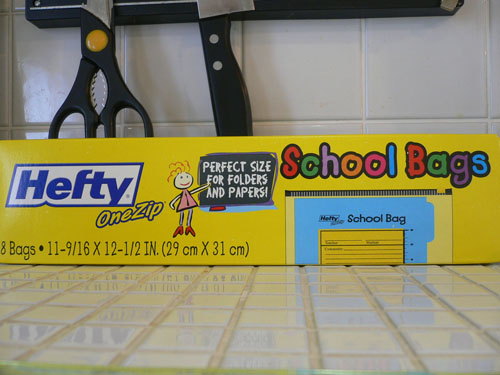 Hefty
OneZip
PERFECT SIZE
FOR FOLDERS
AND PAPERS!
School Bags
8 Bags • 11-9/16 X 12-1/2 IN. (29 cm X 31 cm)
Hefty School Bag